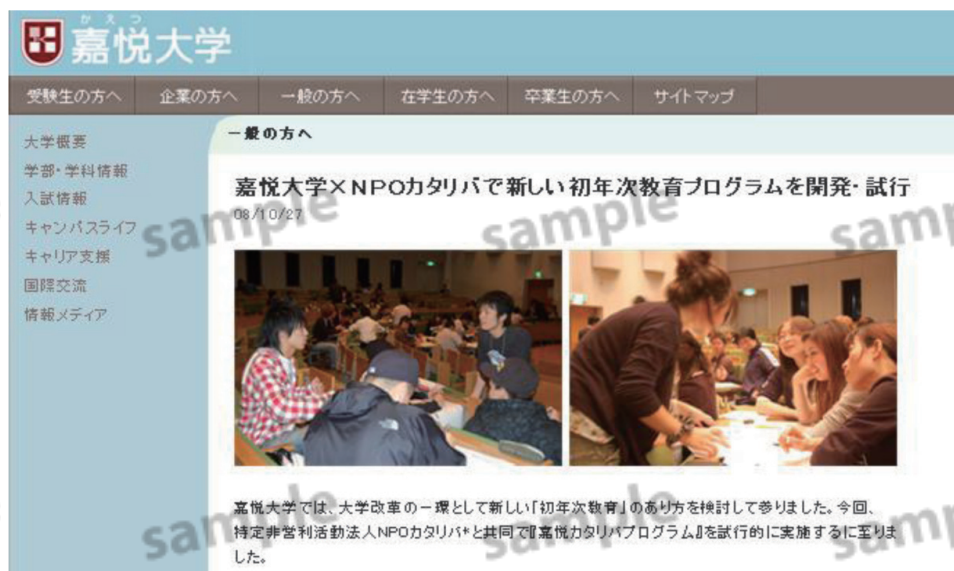 かえつ
嘉悦大学
受験生の方へ 企業の方へ 一般の方へ 在学生の方へ 卒業生の方へ サイトマップ
大学概要
学部・学科情報
入試情報
キャンパスライフ
キャリア支援
国際交流
情報メディア
一般の方へ
嘉悦大学×NPOカタリバで新しい初年次教育プログラムを開発・試行
08/10/27
sample sample samp
嘉悦大学では、大学改革の一環として新しい「初年次教育」のあり方を検討して参りました。今回、
特定非営利活動法人NPOカタリバ*と共同で『嘉悦カタリバプログラム』を試行的に実施するに至りま
した。
sample sample samp